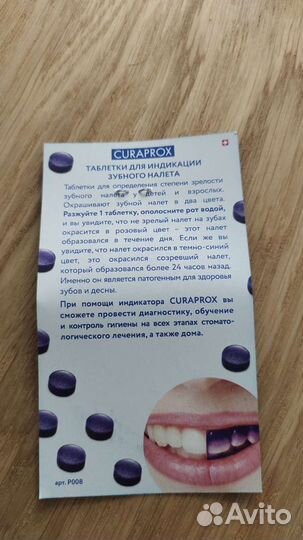 CURAPROX
ТАБЛЕТКИ ДЛЯ ИНДИКАЦИИ
ЗУБНОГО НАЛЕТА
Таблетки для определения степени зрелости
зубного налета у детей и взрослых.
Окрашивают зубной налет в два цвета.
Разжуйте 1 таблетку, ополосните рот водой,
и вы увидите, что не зрелый налет на зубах
окрасится в розовый цвет – этот налет
образовался в течение дня. Если же вы
увидите, что налет окрасился в темно-синий
цвет, это окрасился созревший налет,
который образовался более 24 часов назад.
Именно он является патогенным для здоровья
зубов и десны.
При помощи индикатора CURAPROX вы
сможете провести диагностику, обучение
и контроль гигиены на всех этапах стомато-
логического лечения, а также дома.
арт. P008
Avito